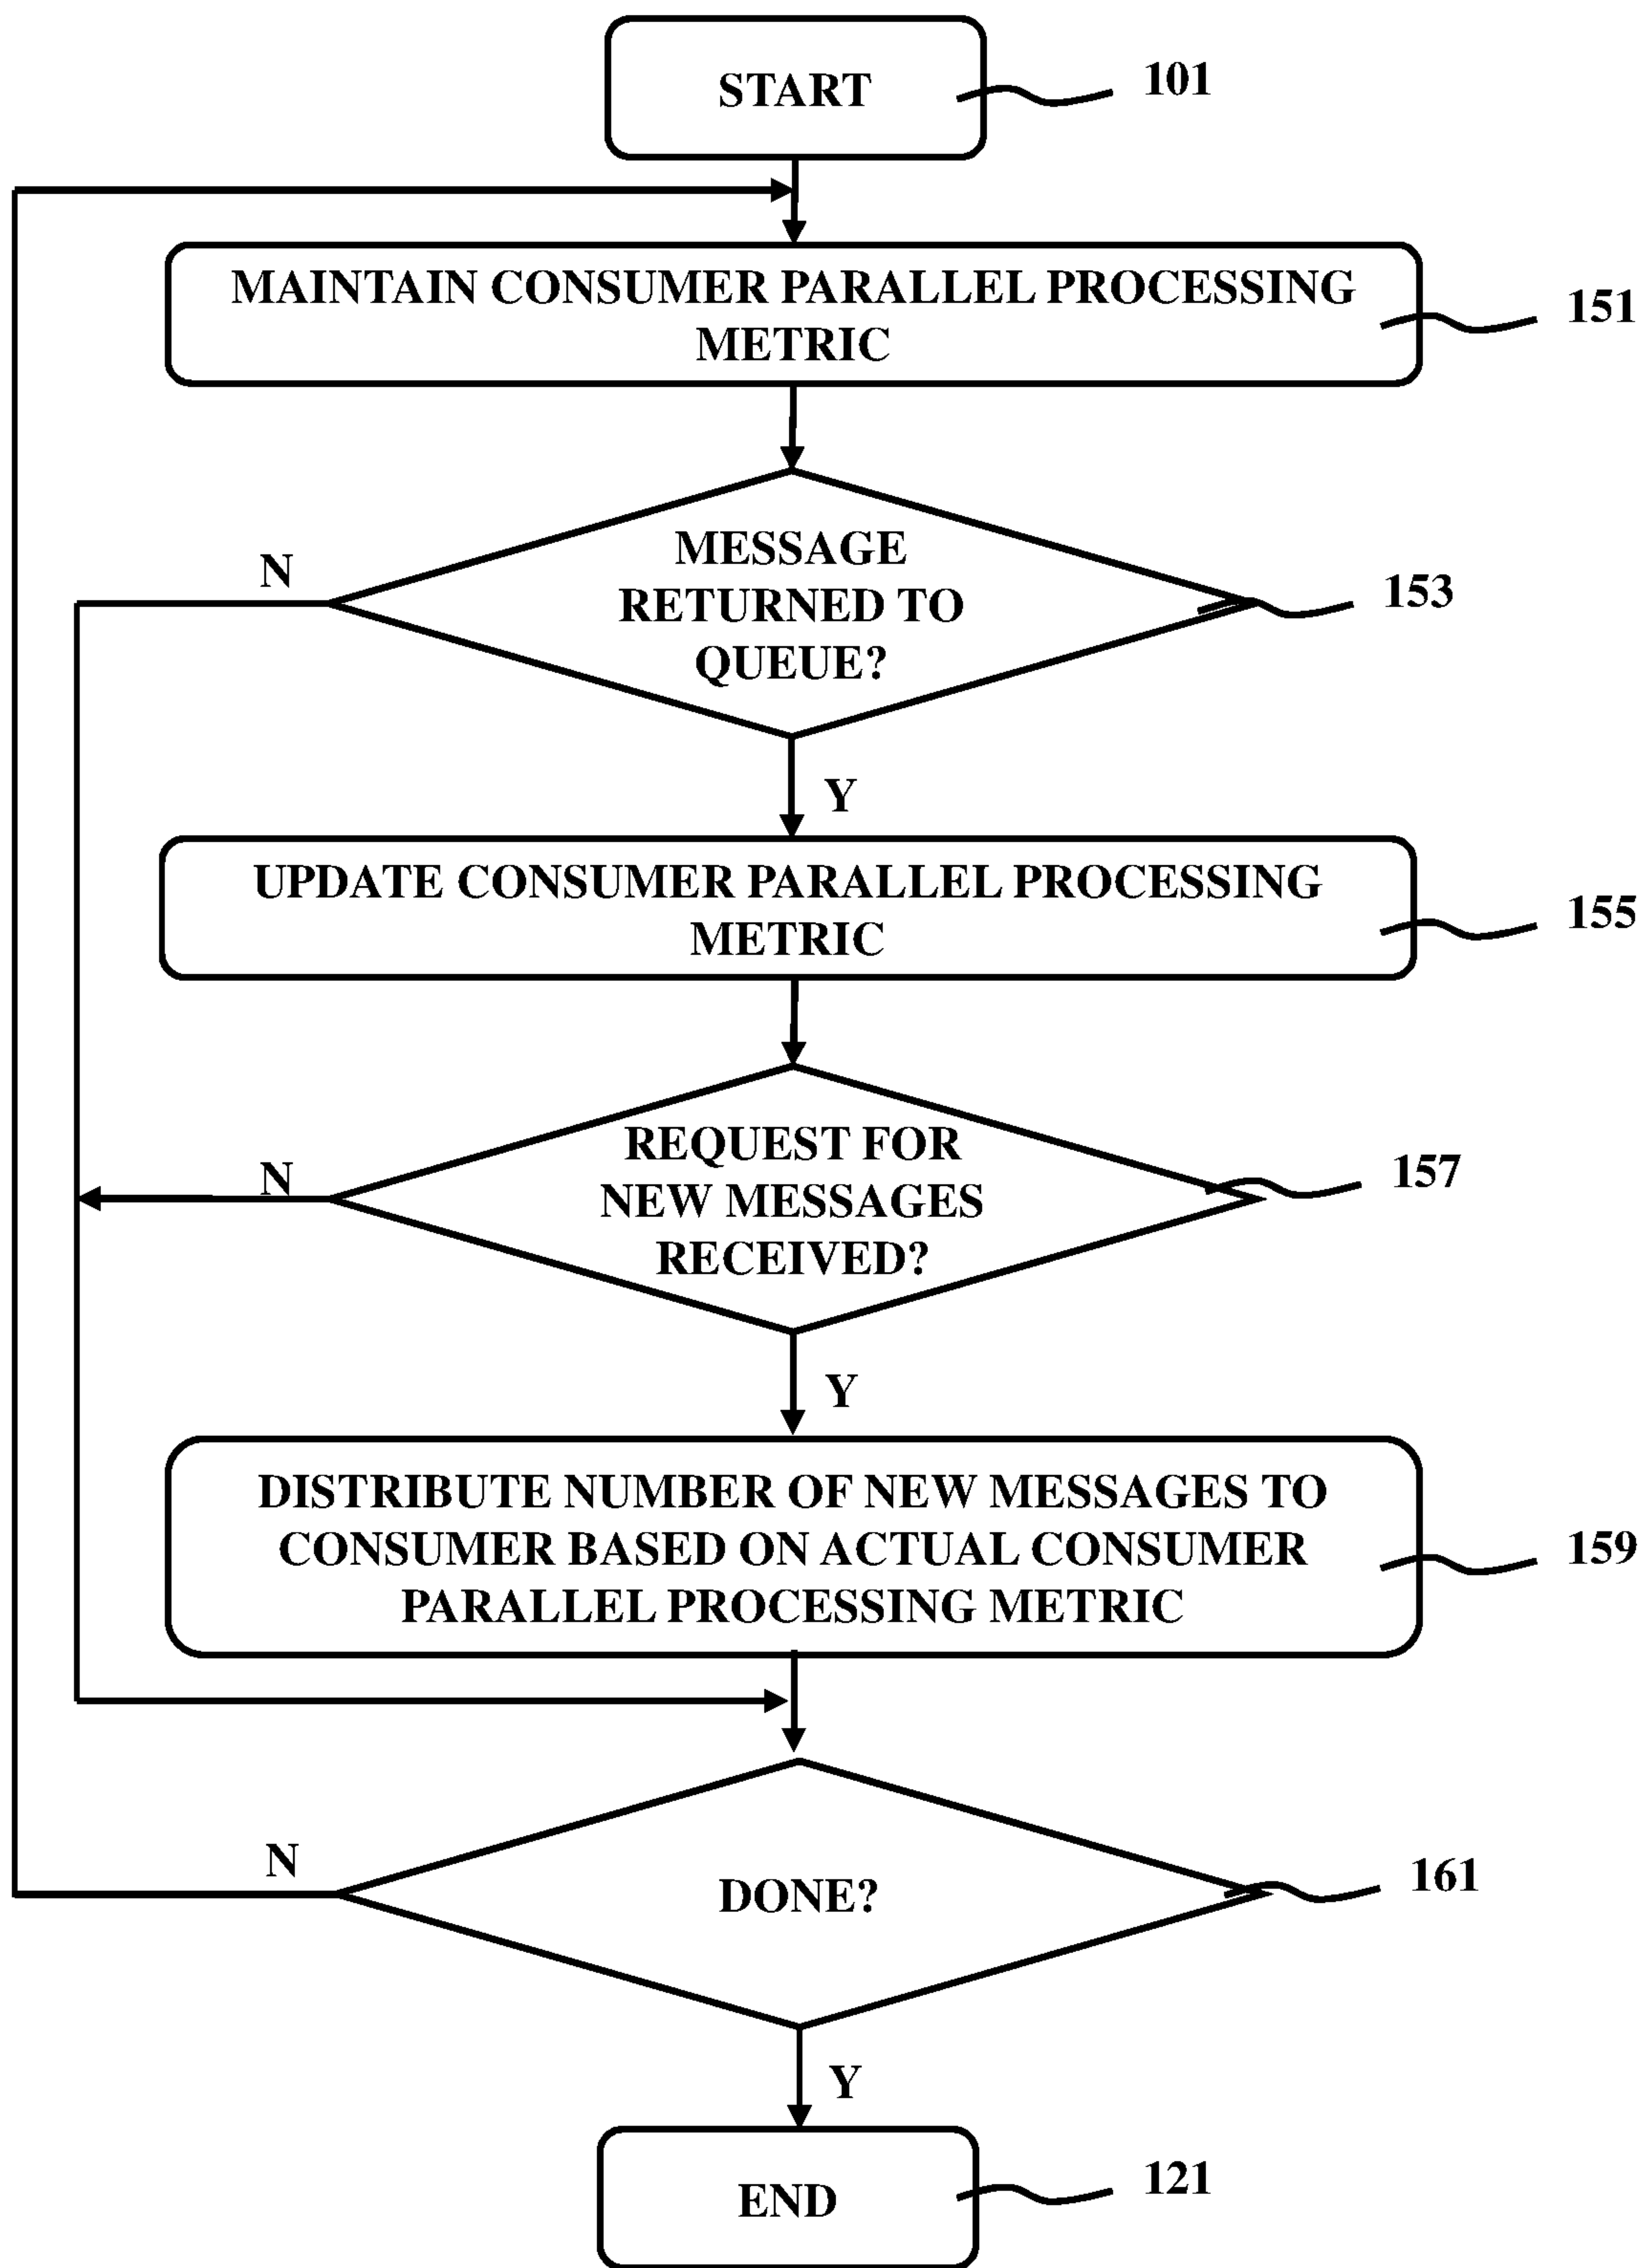 START
101
MAINTAIN CONSUMER PARALLEL PROCESSING
METRIC
151
MESSAGE
RETURNED TO
QUEUE?
N
153
Y
UPDATE CONSUMER PARALLEL PROCESSING
METRIC
155
REQUEST FOR
NEW MESSAGES
RECEIVED?
N
157
Y
DISTRIBUTE NUMBER OF NEW MESSAGES TO
CONSUMER BASED ON ACTUAL CONSUMER
PARALLEL PROCESSING METRIC
159
N
DONE?
161
Y
END
121